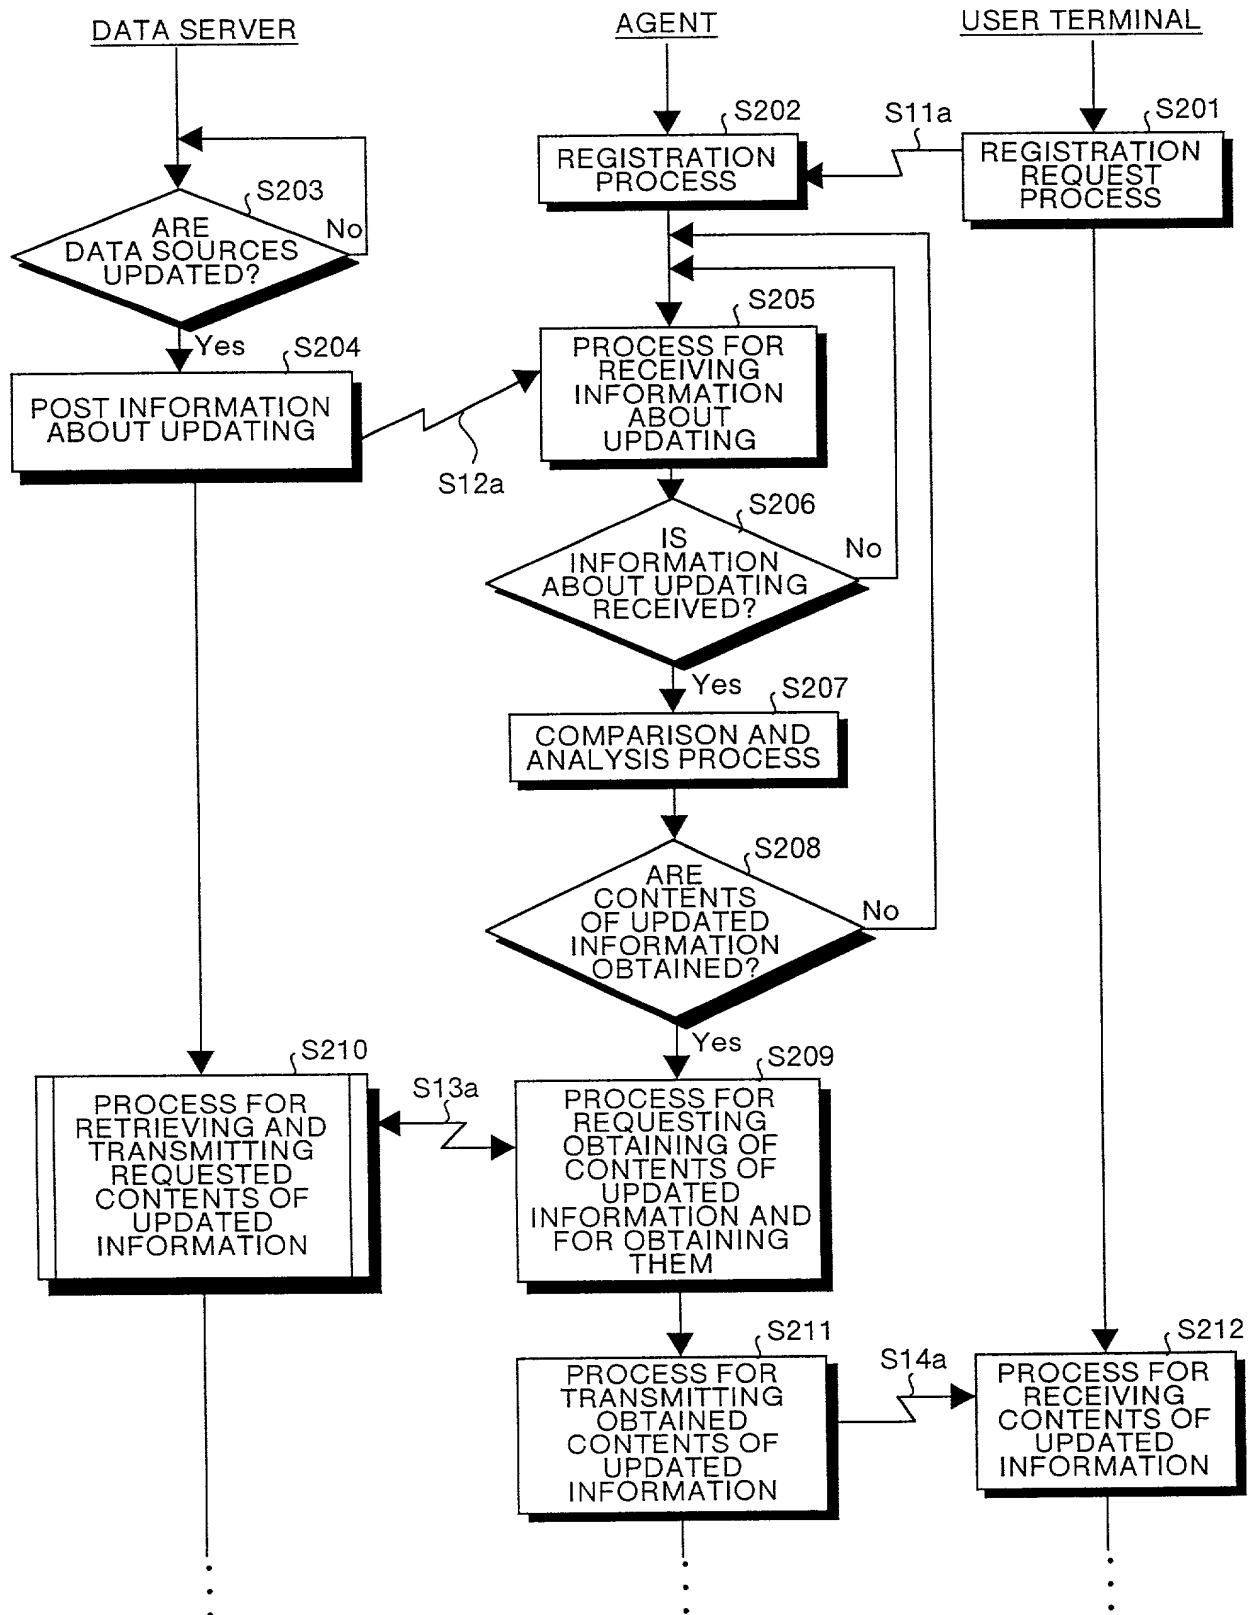 DATA SERVER
AGENT
USER TERMINAL
S202
S11a
S201
REGISTRATION
PROCESS
REGISTRATION
REQUEST
PROCESS
S203
No
ARE
DATA SOURCES
UPDATED?
Yes
S204
POST INFORMATION
ABOUT UPDATING
S12a
S205
PROCESS FOR
RECEIVING
INFORMATION
ABOUT
UPDATING
S206
No
IS
INFORMATION
ABOUT UPDATING
RECEIVED?
Yes
S207
COMPARISON AND
ANALYSIS PROCESS
S208
No
ARE
CONTENTS
OF UPDATED
INFORMATION
OBTAINED?
Yes
S210
S13a
S209
PROCESS FOR
RETRIEVING AND
TRANSMITTING
REQUESTED
CONTENTS OF
UPDATED
INFORMATION
PROCESS FOR
REQUESTING
OBTAINING OF
CONTENTS OF
UPDATED
INFORMATION AND
FOR OBTAINING
THEM
S211
S14a
S212
PROCESS FOR
TRANSMITTING
OBTAINED
CONTENTS OF
UPDATED
INFORMATION
PROCESS FOR
RECEIVING
CONTENTS OF
UPDATED
INFORMATION